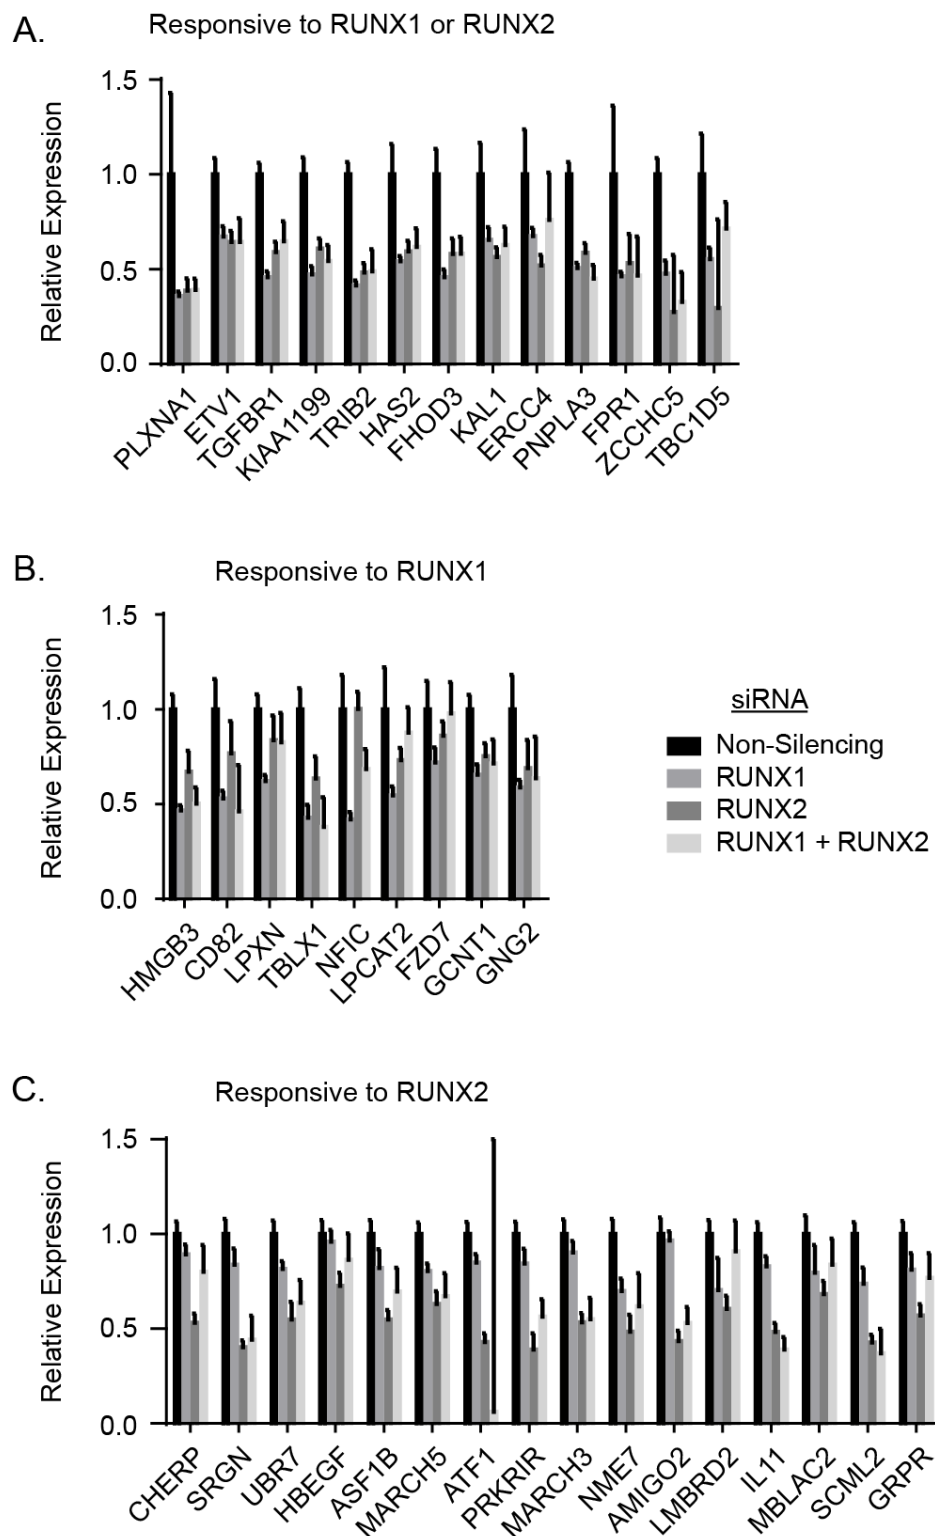 A.
Responsive to RUNX1 or RUNX2
Relative Expression
1.5
1.0
0.5
0.0
PLXNA1
ETV1
TGFBR1
KIAA1199
TRIB2
HAS2
FHOD3
KAL1
ERCC4
PNPLA3
FPR1
ZCCHC5
TBC1D5
B.
Responsive to RUNX1
Relative Expression
1.5
1.0
0.5
0.0
HMGB3
CD82
LPXN
TBLX1
NFIC
LPCAT2
FZD7
GCNT1
GNG2
siRNA
Non-Silencing
RUNX1
RUNX2
RUNX1 + RUNX2
C.
Responsive to RUNX2
Relative Expression
1.5
1.0
0.5
0.0
CHERP
SRGN
UBR7
HBEGF
ASF1B
MARCH5
ATF1
PRKRIR
MARCH3
NME7
AMIGO2
LMBRD2
IL11
MBLAC2
SCML2
GRPR